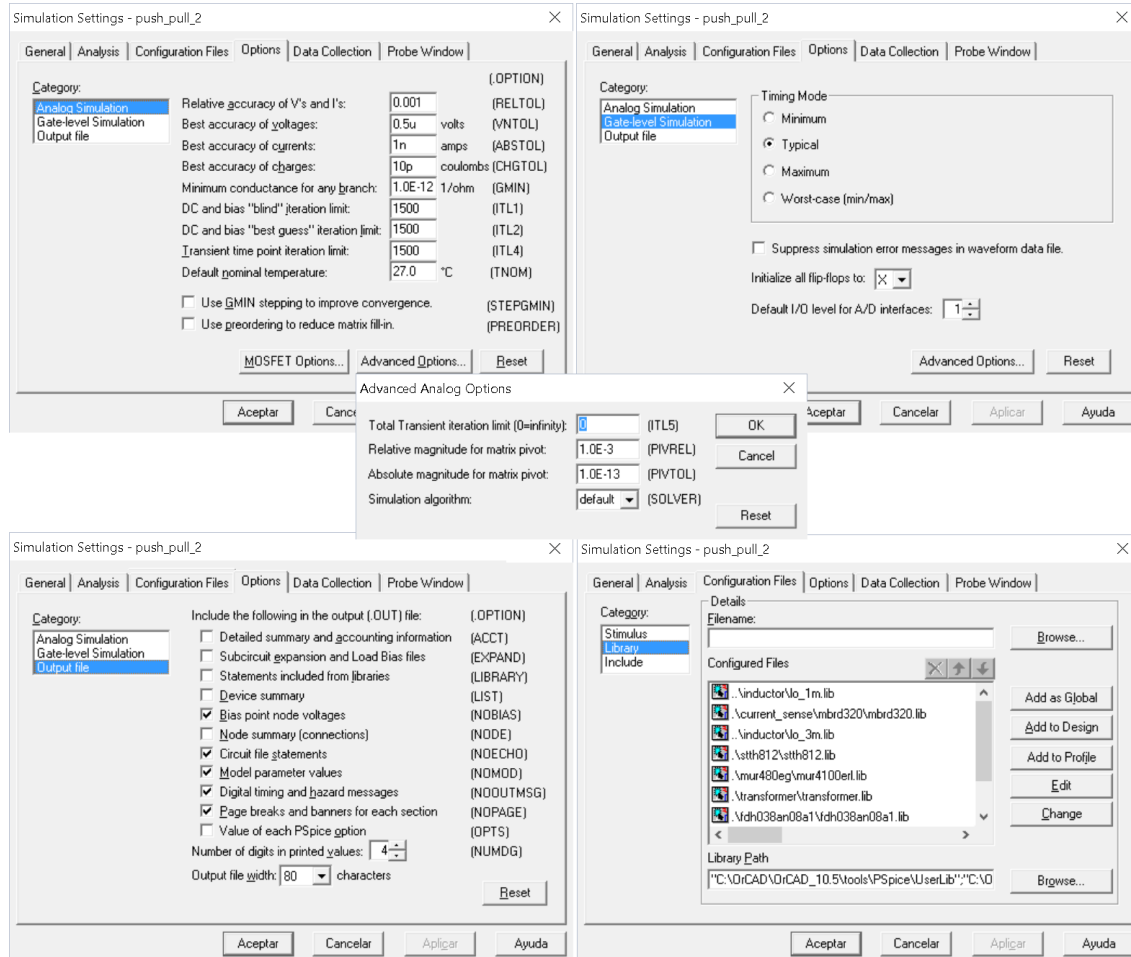 Simulation Settings - push_pull_2
General Analysis Configuration Files Options Data Collection Probe Window
(.OPTION)
Category:
Analog Simulation
Gate-level Simulation
Output file
Relative accuracy of V's and I's: 0.001 (RELTOL)
Best accuracy of voltages: 0.5u volts (VNTOL)
Best accuracy of currents: 1n amps (ABSTOL)
Best accuracy of charges: 10p coulombs (CHGTOL)
Minimum conductance for any branch: 1.0E-12 1/ohm (GMIN)
DC and bias "blind" iteration limit: 1500 (ITL1)
DC and bias "best guess" iteration limit: 1500 (ITL2)
Transient time point iteration limit: 1500 (ITL4)
Default nominal temperature: 27.0 °C (TNOM)
Use GMIN stepping to improve convergence. (STEPGMIN)
Use preordering to reduce matrix fill-in. (PREORDER)
MOSFET Options... Advanced Options... Reset
Aceptar Cance
Simulation Settings - push_pull_2
General Analysis Configuration Files Options Data Collection Probe Window
Category:
Analog Simulation
Gate-level Simulation
Output file
Timing Mode
Minimum
Typical
Maximum
Worst-case (min/max)
Suppress simulation error messages in waveform data file.
Initialize all flip-flops to: X
Default I/O level for A/D interfaces: 1
Advanced Options... Reset
Aceptar Cancelar Aplicar Ayuda
Advanced Analog Options
Total Transient iteration limit (0=infinity): 0 (ITL5)
Relative magnitude for matrix pivot: 1.0E-3 (PIVREL)
Absolute magnitude for matrix pivot: 1.0E-13 (PIVTOL)
Simulation algorithm: default (SOLVER)
OK
Cancel
Reset
Simulation Settings - push_pull_2
General Analysis Configuration Files Options Data Collection Probe Window
Category:
Analog Simulation
Gate-level Simulation
Output file
Include the following in the output (.OUT) file: (.OPTION)
Detailed summary and accounting information (ACCT)
Subcircuit expansion and Load Bias files (EXPAND)
Statements included from libraries (LIBRARY)
Device summary (LIST)
Bias point node voltages (NOBIAS)
Node summary (connections) (NODE)
Circuit file statements (NOECHO)
Model parameter values (NOMOD)
Digital timing and hazard messages (NOOUTMSG)
Page breaks and banners for each section (NOPAGE)
Value of each PSpice option (OPTS)
Number of digits in printed values: 4 (NUMDG)
Output file width: 80 characters
Reset
Aceptar Cancelar Aplicar Ayuda
Simulation Settings - push_pull_2
General Analysis Configuration Files Options Data Collection Probe Window
Category:
Stimulus
Library
Include
Details
Filename:
Browse...
Configured Files
..\inductor\lo_1m.lib
.\current_sense\mbrd320\mbrd320.lib
..\inductor\lo_3m.lib
.\stth812\stth812.lib
.\mur480eg\mur4100erl.lib
.\transformer\transformer.lib
.\fdh038an08a1\fdh038an08a1.lib
Add as Global
Add to Design
Add to Profile
Edit
Change
Library Path
"C:\OrCAD\OrCAD_10.5\tools\PSpice\UserLib";"C:\O
Browse...
Aceptar Cancelar Aplicar Ayuda